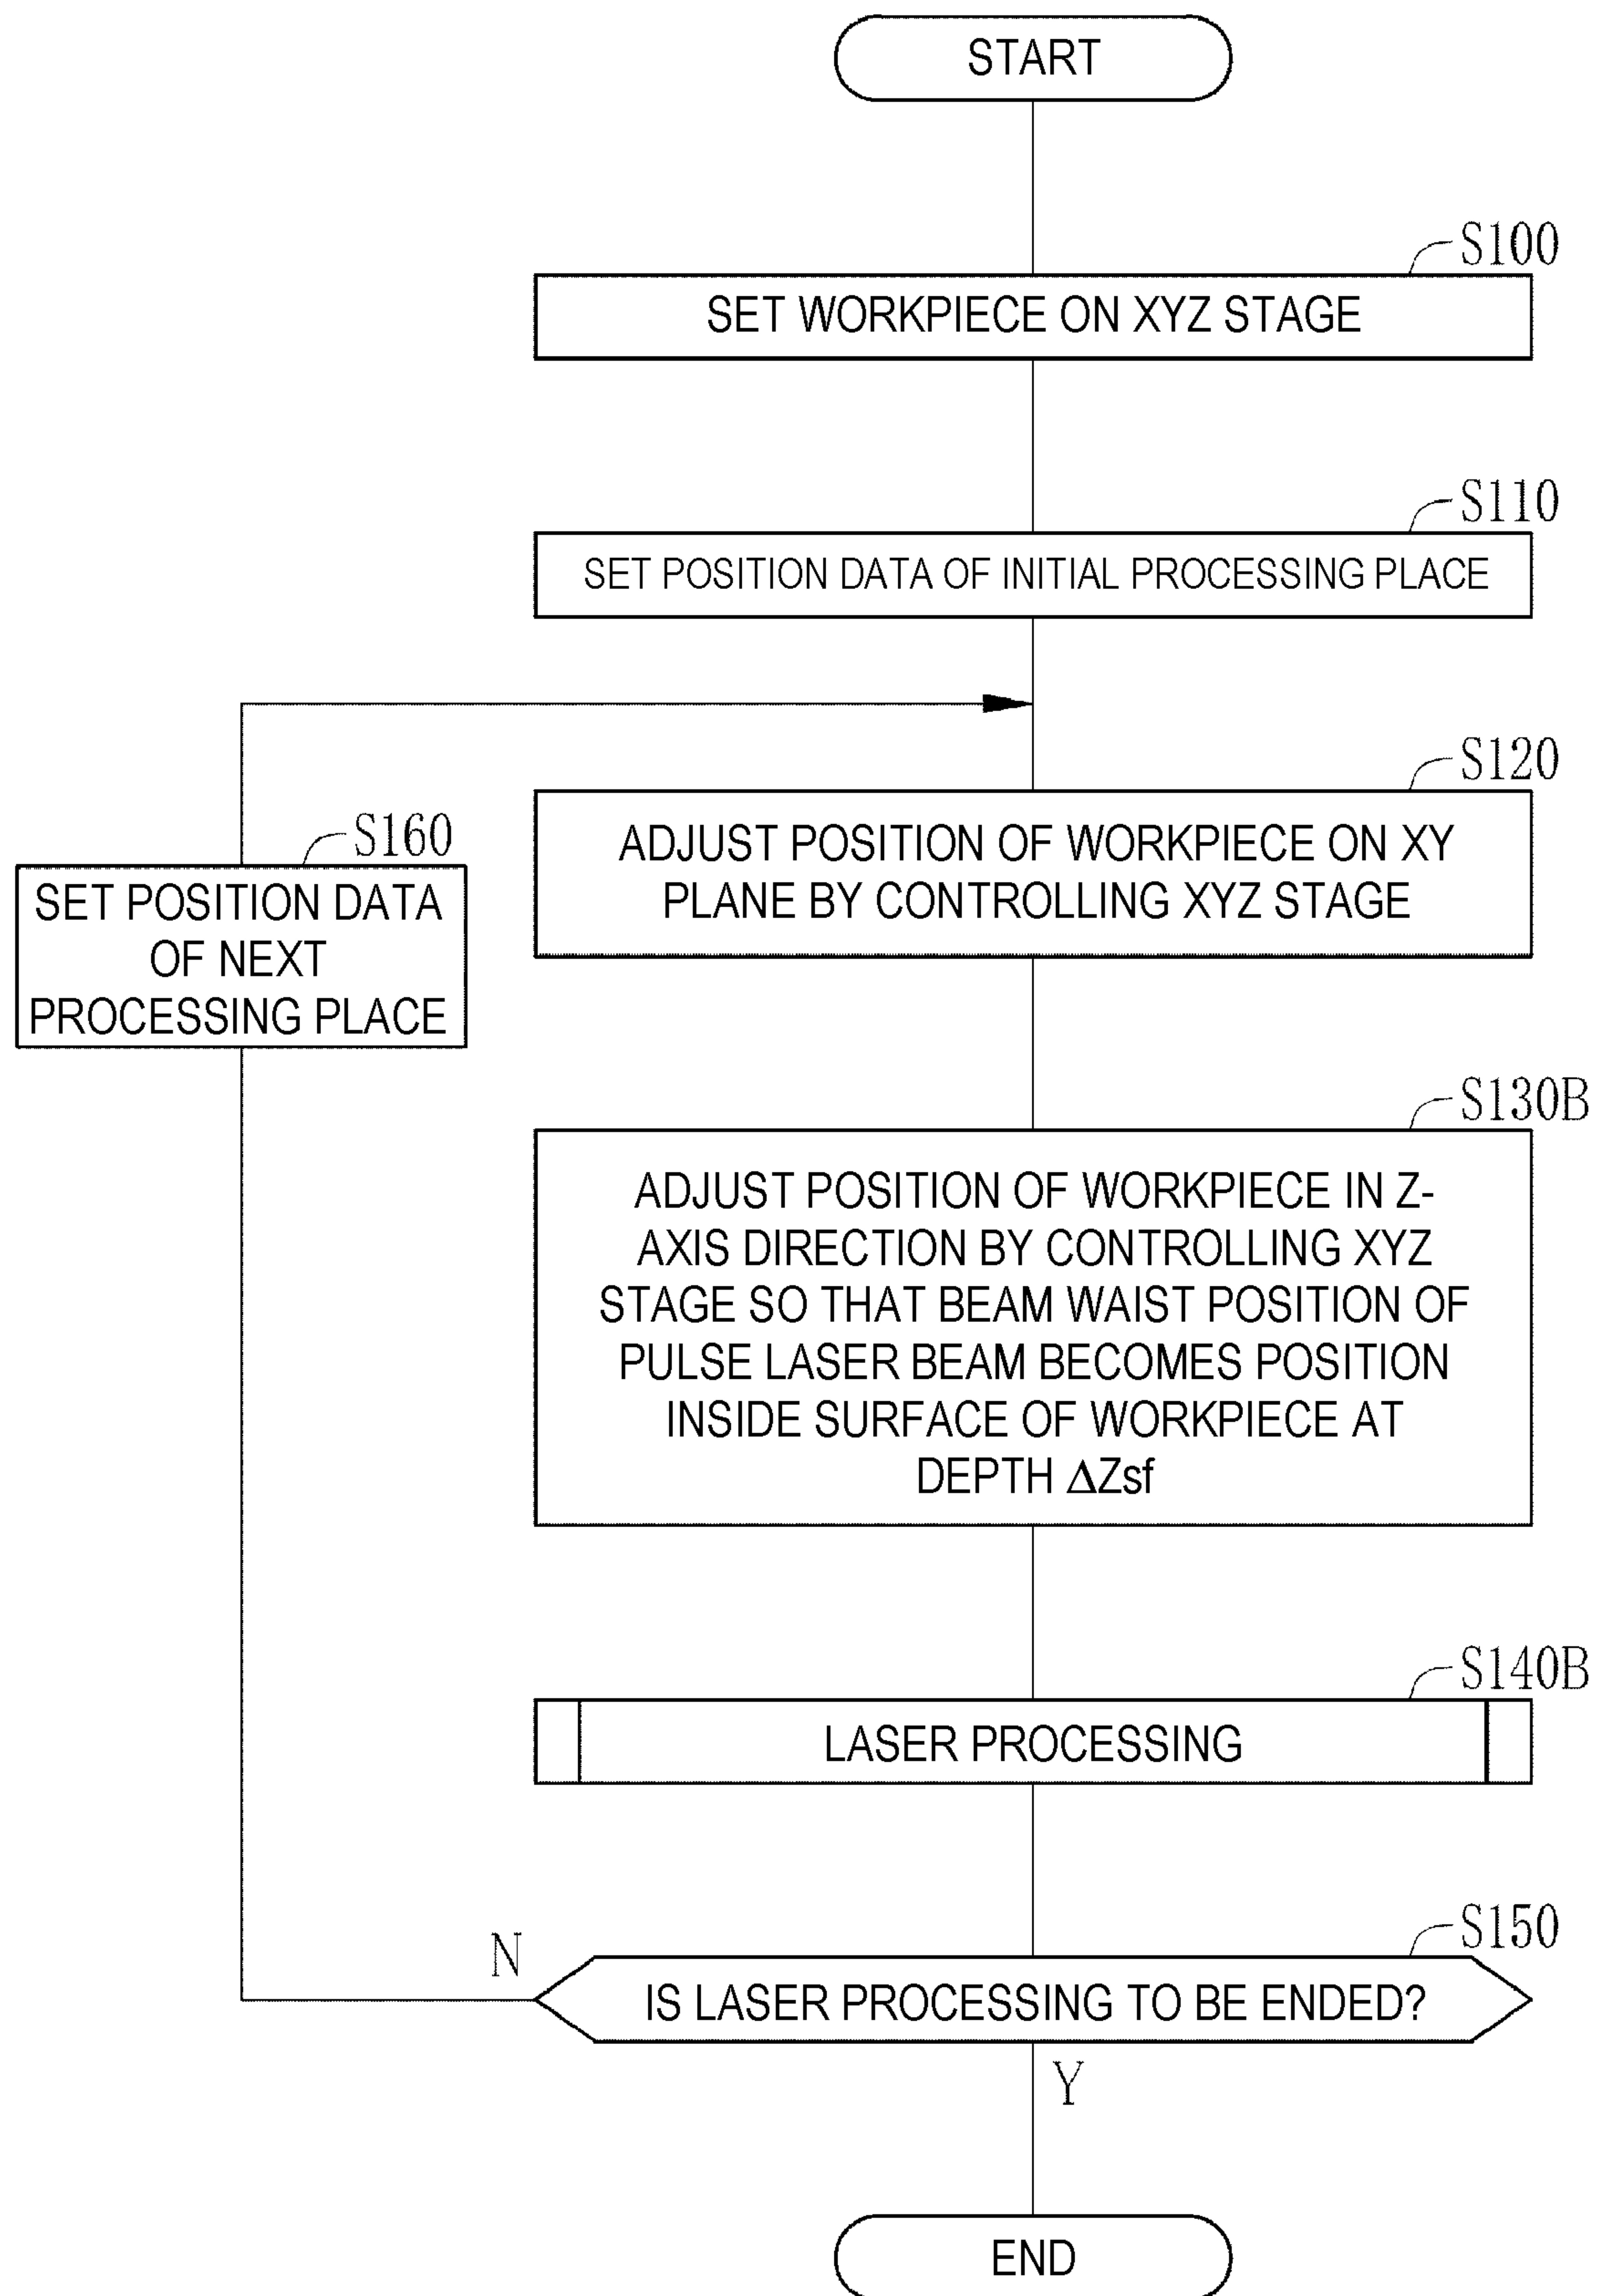 START
S100
SET WORKPIECE ON XYZ STAGE
S110
SET POSITION DATA OF INITIAL PROCESSING PLACE
S120
ADJUST POSITION OF WORKPIECE ON XY
PLANE BY CONTROLLING XYZ STAGE
S160
SET POSITION DATA
OF NEXT
PROCESSING PLACE
S130B
ADJUST POSITION OF WORKPIECE IN Z-
AXIS DIRECTION BY CONTROLLING XYZ
STAGE SO THAT BEAM WAIST POSITION OF
PULSE LASER BEAM BECOMES POSITION
INSIDE SURFACE OF WORKPIECE AT
DEPTH ΔZsf
S140B
LASER PROCESSING
S150
N
IS LASER PROCESSING TO BE ENDED?
Y
END